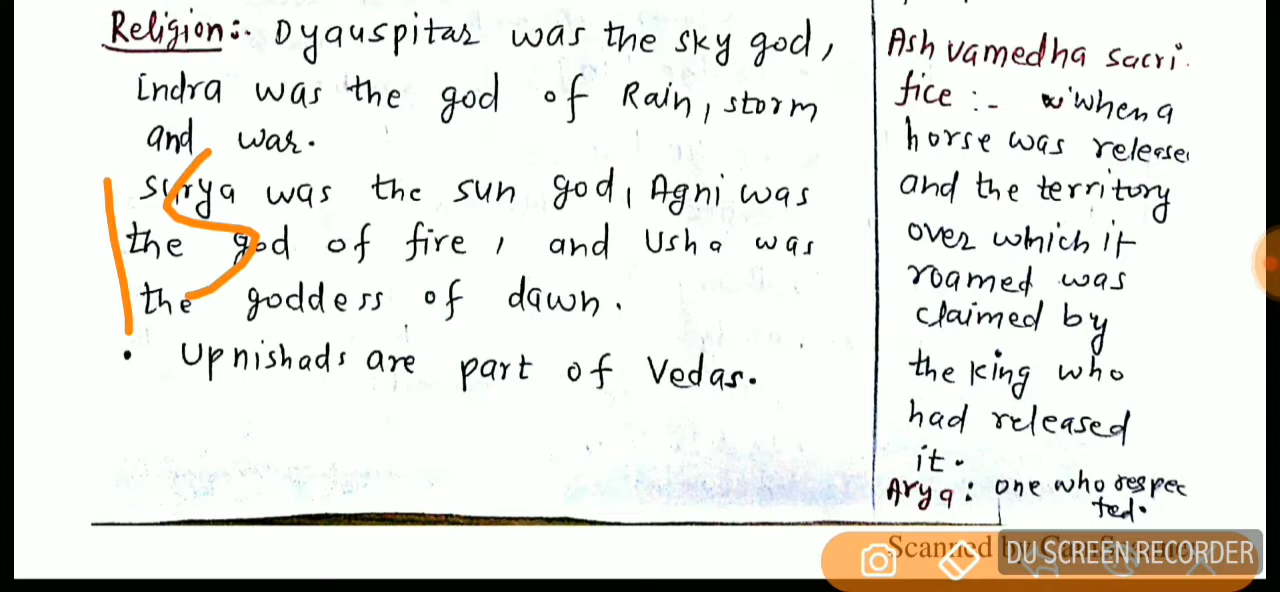 Religion:- Dyauspitar was the sky god,
Indra was the god of Rain, storm
and war.
Surya was the sun god, Agni was
the god of fire, and Usha was
the goddess of dawn.
• Upnishads are part of Vedas.
Ashvamedha sacri.
fice :- when a
horse was release
and the territory
over which it
roamed was
claimed by
the king who
had released
it.
Arya: one who respec
ted.
Scanned by
DU SCREEN RECORDER